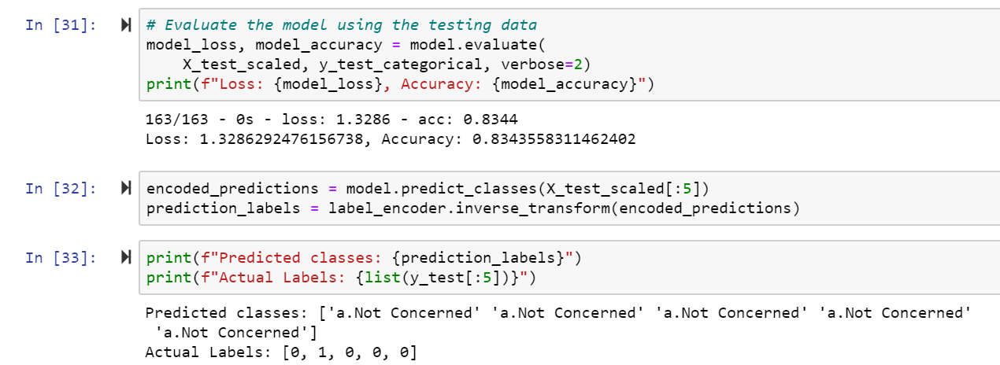 In [31]:
# Evaluate the model using the testing data
model_loss, model_accuracy = model.evaluate(
    X_test_scaled, y_test_categorical, verbose=2)
print(f"Loss: {model_loss}, Accuracy: {model_accuracy}")
163/163 - 0s - loss: 1.3286 - acc: 0.8344
Loss: 1.3286292476156738, Accuracy: 0.8343558311462402
In [32]:
encoded_predictions = model.predict_classes(X_test_scaled[:5])
prediction_labels = label_encoder.inverse_transform(encoded_predictions)
In [33]:
print(f"Predicted classes: {prediction_labels}")
print(f"Actual Labels: {list(y_test[:5])}")
Predicted classes: ['a.Not Concerned' 'a.Not Concerned' 'a.Not Concerned' 'a.Not Concerned'
 'a.Not Concerned']
Actual Labels: [0, 1, 0, 0, 0]